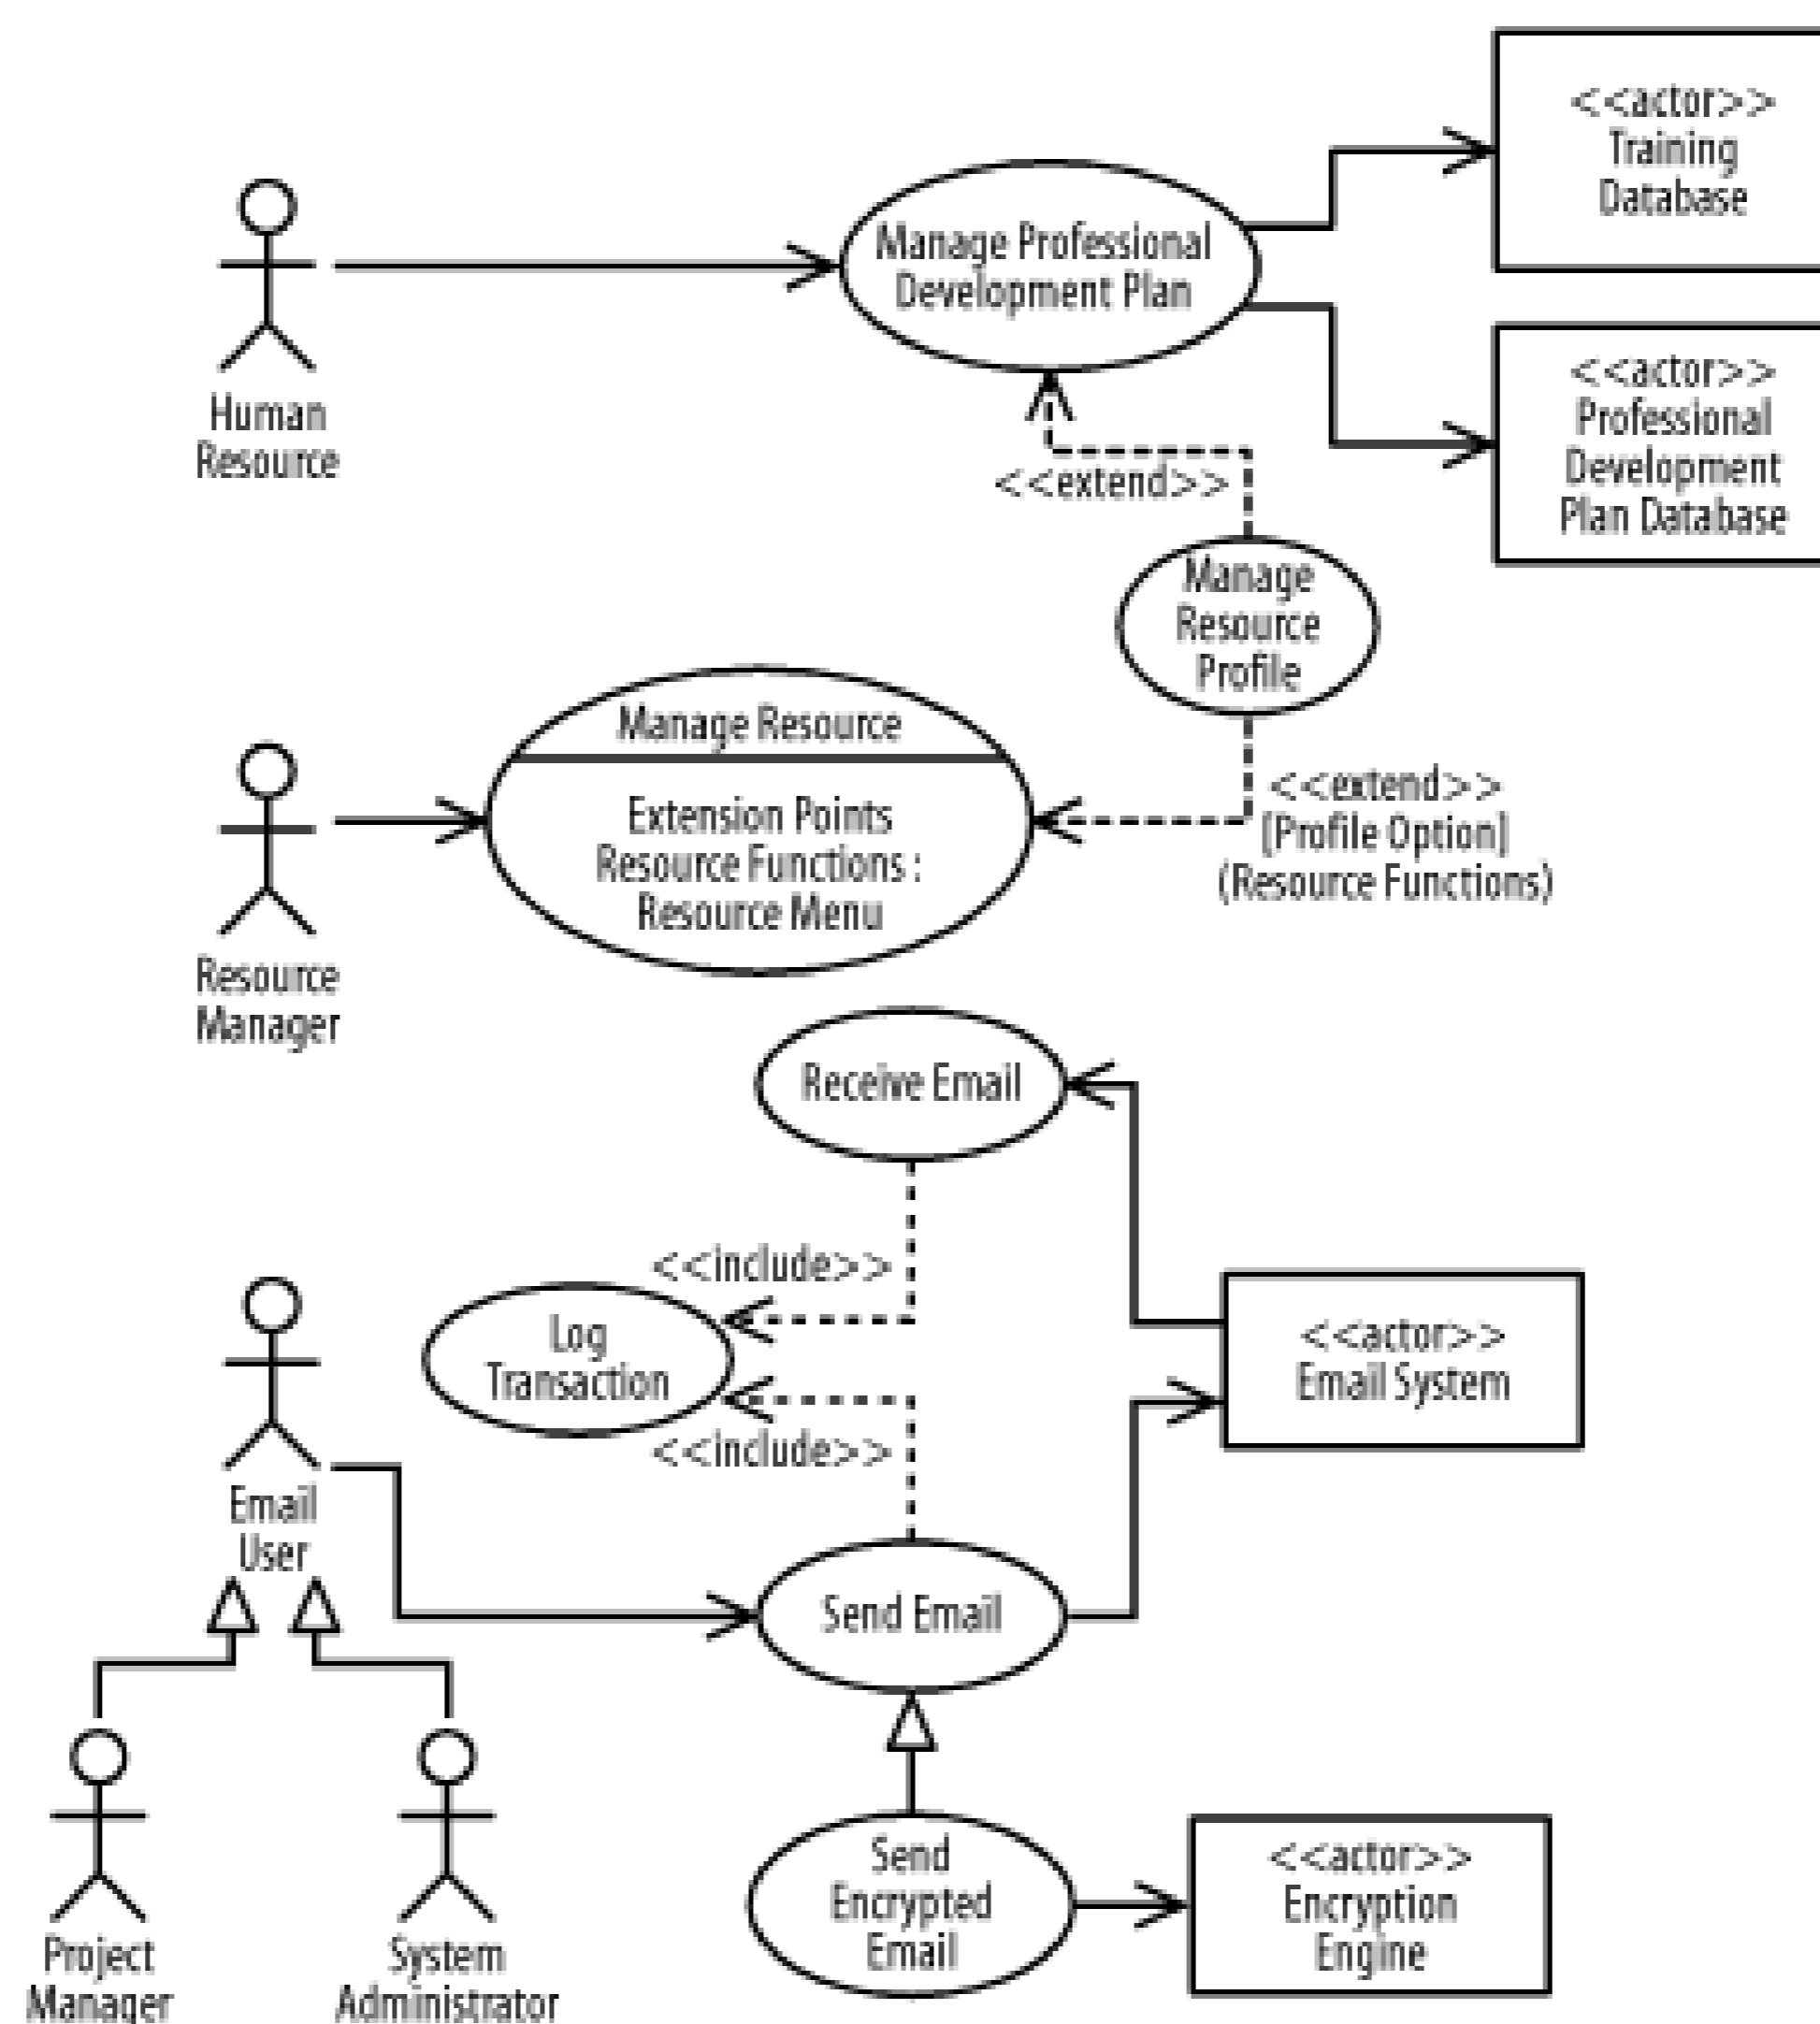 <<actor>>
Training
Database
Manage Professional
Development Plan
Human
Resource
<<actor>>
Professional
Development
Plan Database
<<extend>>
Manage
Resource
Profile
Manage Resource
Extension Points
Resource Functions :
Resource Menu
<<extend>>
[Profile Option]
(Resource Functions)
Resource
Manager
Receive Email
<<include>>
Log
Transaction
<<include>>
<<actor>>
Email System
Email
User
Send Email
Send
Encrypted
Email
<<actor>>
Encryption
Engine
Project
Manager
System
Administrator